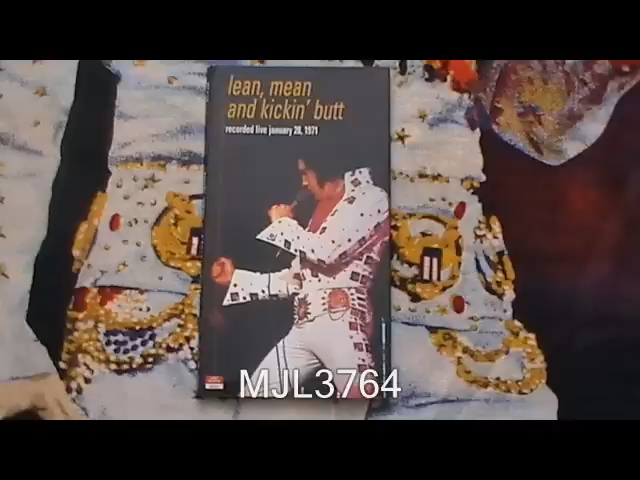 lean, mean
and kickin' butt
recorded live january 28, 1971
MJL3764